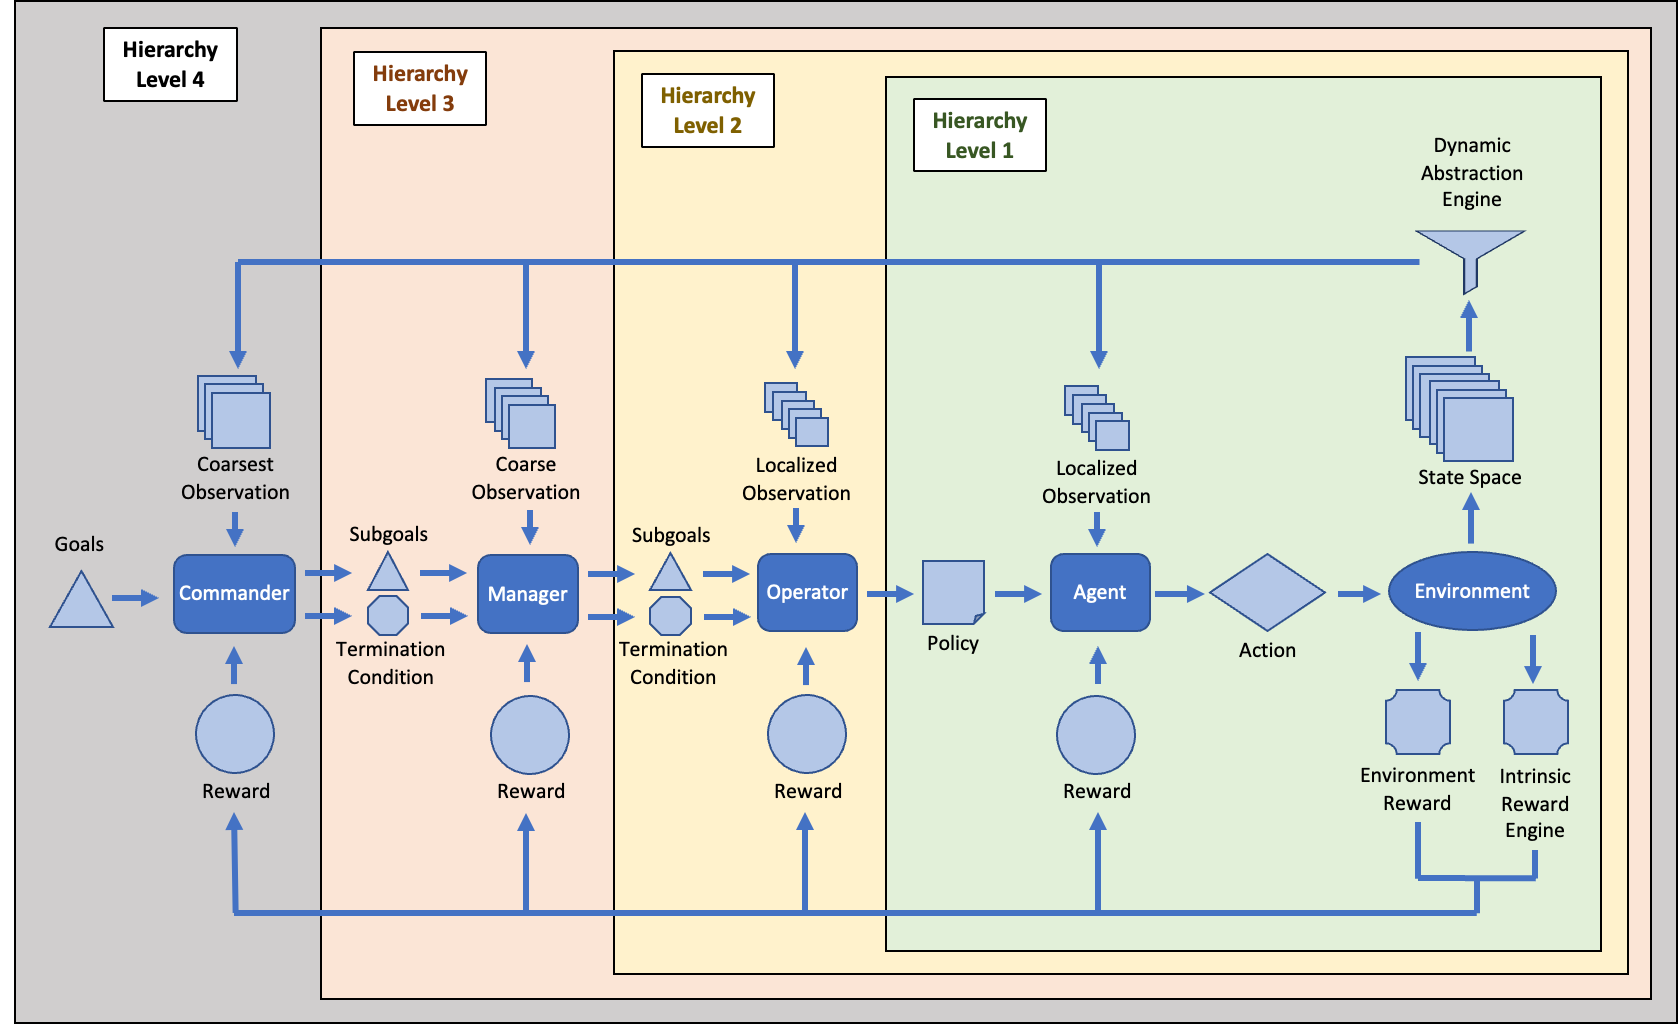 Hierarchy
Level 4
Hierarchy
Level 3
Hierarchy
Level 2
Hierarchy
Level 1
Dynamic
Abstraction
Engine
Coarsest
Observation
Coarse
Observation
Localized
Observation
Localized
Observation
State Space
Goals
Commander
Subgoals
Termination
Condition
Manager
Subgoals
Termination
Condition
Operator
Policy
Agent
Action
Environment
Reward
Reward
Reward
Reward
Environment
Reward
Intrinsic
Reward
Engine